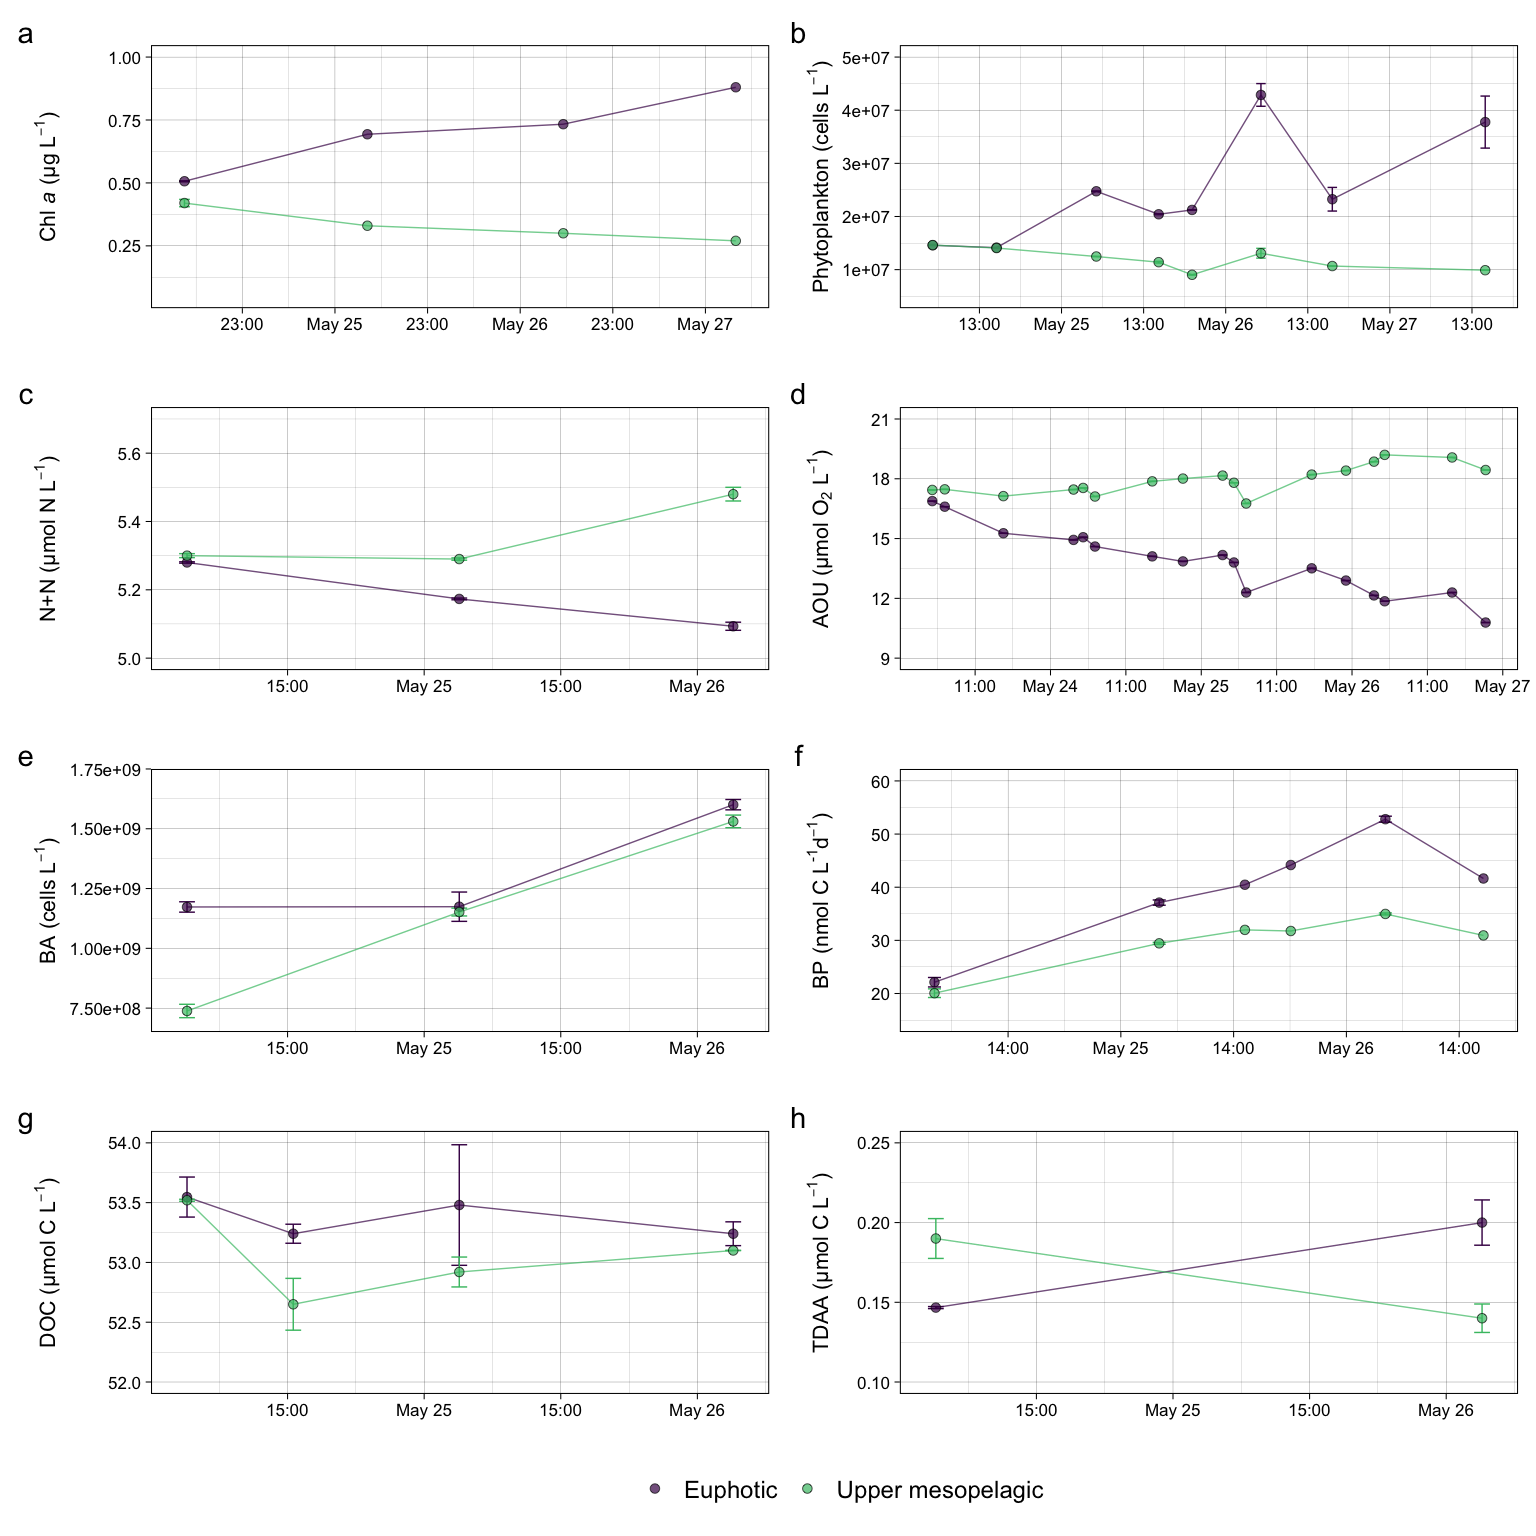 a
Chl a (μg L−1)
1.00
0.75
0.50
0.25
23:00 May 25 23:00 May 26 23:00 May 27
b
Phytoplankton (cells L−1)
5e+07
4e+07
3e+07
2e+07
1e+07
13:00 May 25 13:00 May 26 13:00 May 27 13:00
c
N+N (μmol N L−1)
5.6
5.4
5.2
5.0
15:00 May 25 15:00 May 26
d
AOU (μmol O2 L−1)
21
18
15
12
9
11:00 May 24 11:00 May 25 11:00 May 26 11:00 May 27
e
BA (cells L−1)
1.75e+09
1.50e+09
1.25e+09
1.00e+09
7.50e+08
15:00 May 25 15:00 May 26
f
BP (nmol C L−1d−1)
60
50
40
30
20
14:00 May 25 14:00 May 26 14:00
g
DOC (μmol C L−1)
54.0
53.5
53.0
52.5
52.0
15:00 May 25 15:00 May 26
h
TDAA (μmol C L−1)
0.25
0.20
0.15
0.10
15:00 May 25 15:00 May 26
Euphotic Upper mesopelagic